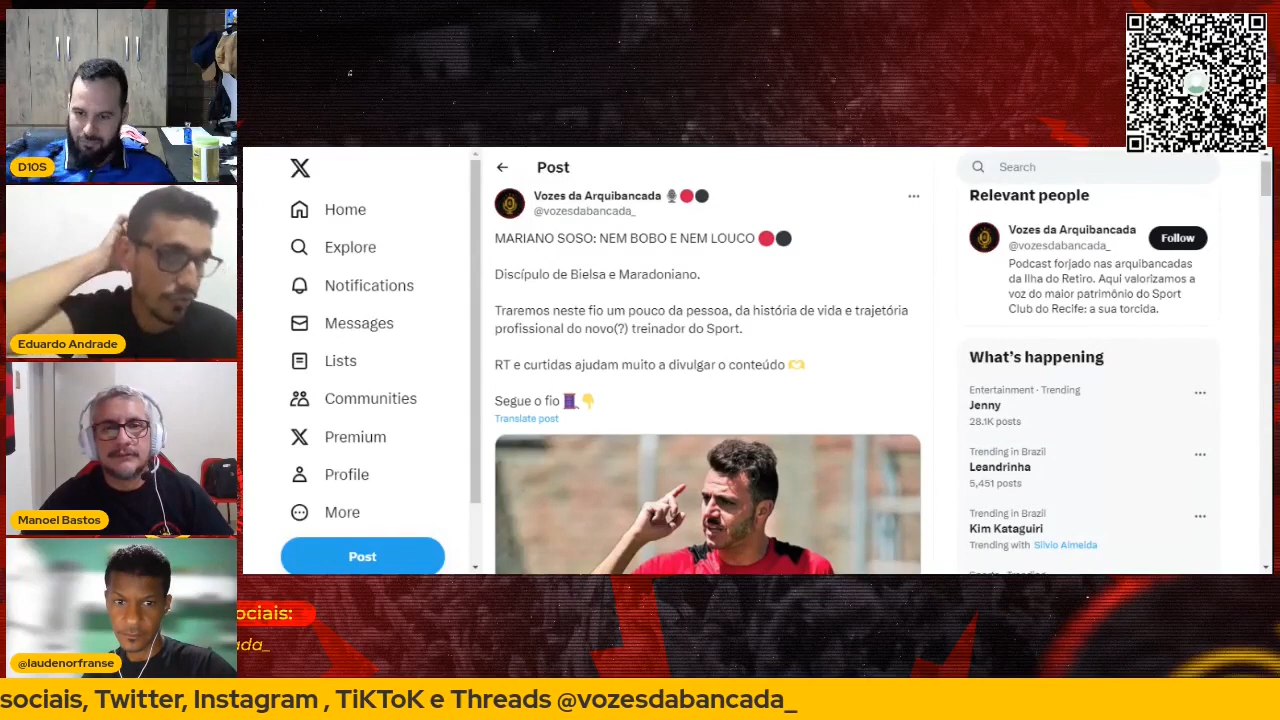 D10S
Eduardo Andrade
Manoel Bastos
@laudenorfranse
Home
Explore
Notifications
Messages
Lists
Communities
Premium
Profile
More
Post
Post
Vozes da Arquibancada
@vozesdabancada_
MARIANO SOSO: NEM BOBO E NEM LOUCO
Discípulo de Bielsa e Maradoniano.
Traremos neste fio um pouco da pessoa, da história de vida e trajetória
profissional do novo(?) treinador do Sport.
RT e curtidas ajudam muito a divulgar o conteúdo
Segue o fio
Translate post
Search
Relevant people
Vozes da Arquibancada
@vozesdabancada_
Follow
Podcast forjado nas arquibancadas
da Ilha do Retiro. Aqui valorizamos a
voz do maior patrimônio do Sport
Club do Recife: a sua torcida.
What's happening
Entertainment · Trending
Jenny
28.1K posts
Trending in Brazil
Leandrinha
5,451 posts
Trending in Brazil
Kim Kataguiri
Trending with Silvio Almeida
ociais:
ada_
sociais, Twitter, Instagram , TiKToK e Threads @vozesdabancada_